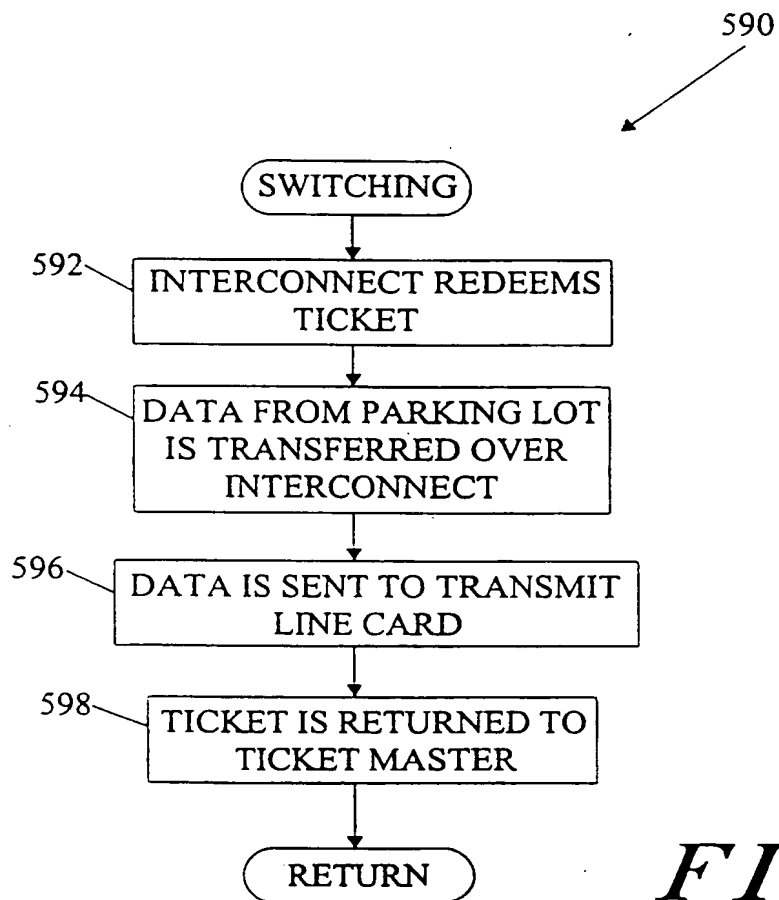 590
SWITCHING
592
INTERCONNECT REDEEMS
TICKET
594
DATA FROM PARKING LOT
IS TRANSFERRED OVER
INTERCONNECT
596
DATA IS SENT TO TRANSMIT
LINE CARD
598
TICKET IS RETURNED TO
TICKET MASTER
RETURN
FI